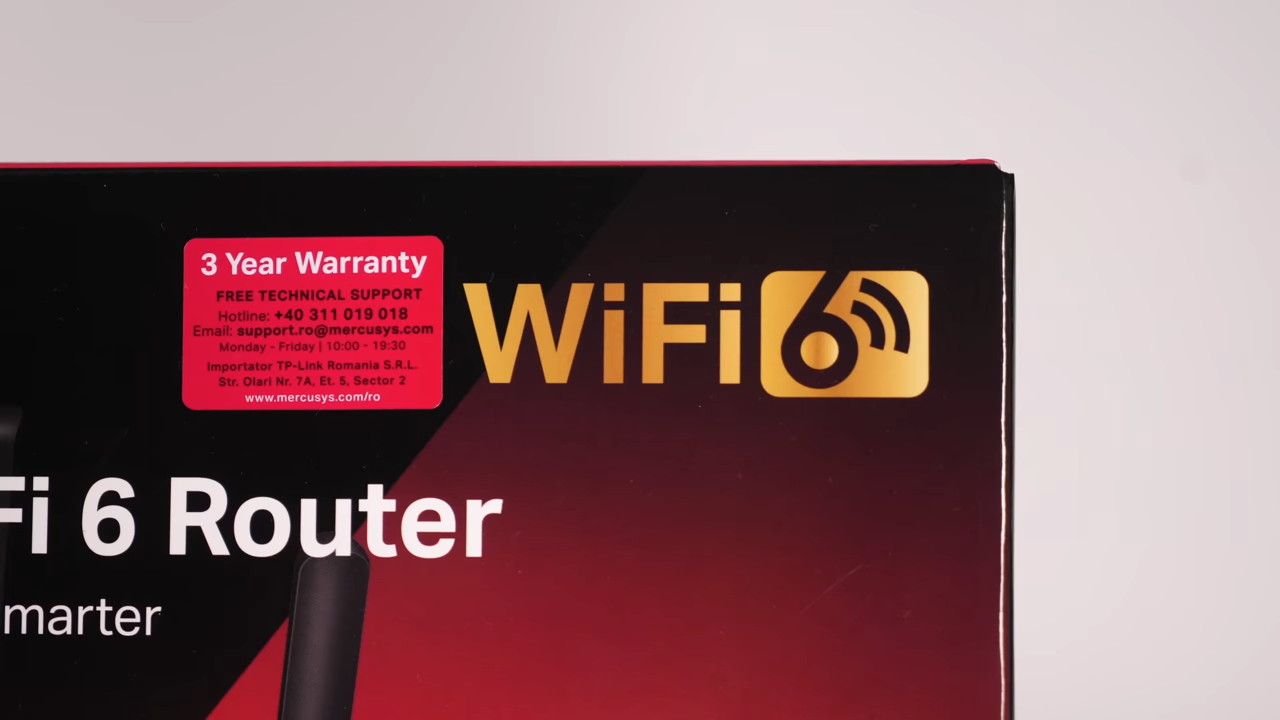 3 Year Warranty
FREE TECHNICAL SUPPORT
Hotline: +40 311 019 018
Email: support.ro@mercusys.com
Monday - Friday | 10:00 - 19:30
Importator TP-Link Romania S.R.L.
Str. Olari Nr. 7A, Et. 5, Sector 2
www.mercusys.com/ro
WiFi 6
Fi 6 Router
marter